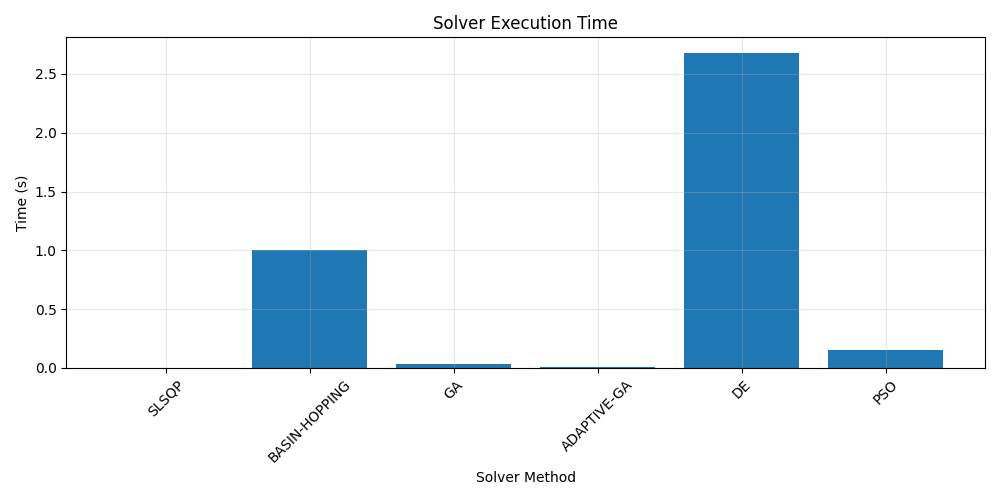 Solver Execution Time
Time (s)
2.5
2.0
1.5
1.0
0.5
0.0
SLSQP
BASIN-HOPPING
GA
ADAPTIVE-GA
DE
PSO
Solver Method